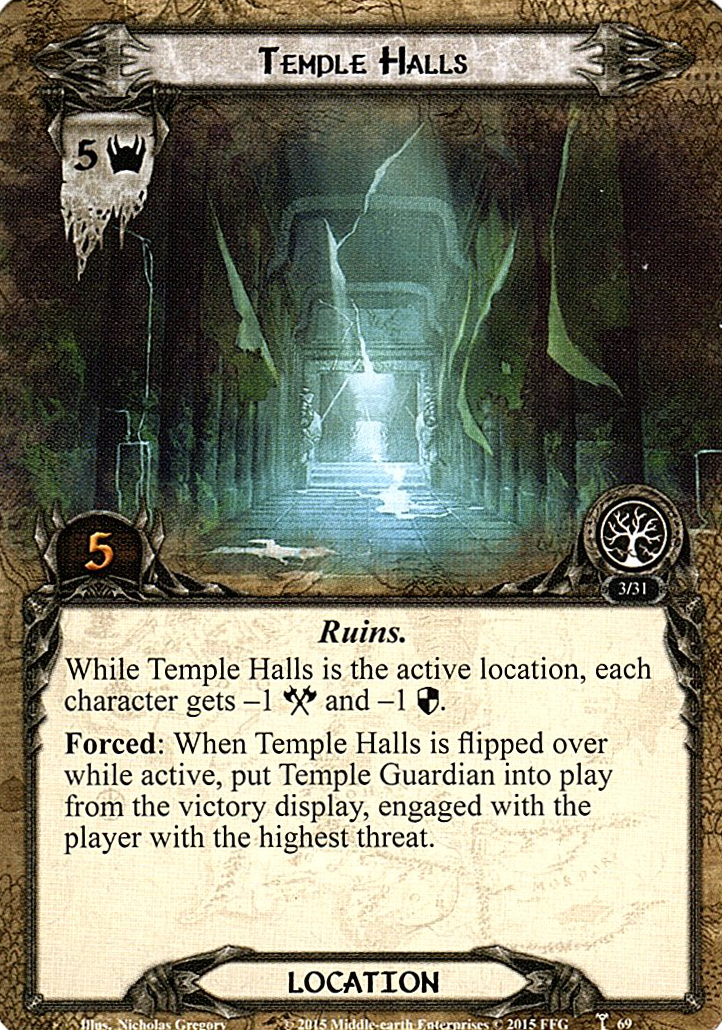 TEMPLE HALLS
5
5
3/31
Ruins.
While Temple Halls is the active location, each
character gets –1 and –1 .
Forced: When Temple Halls is flipped over
while active, put Temple Guardian into play
from the victory display, engaged with the
player with the highest threat.
MORDOR
LOCATION
Illus. Nicholas Gregory © 2015 Middle-earth Enterprises © 2015 FFG 69